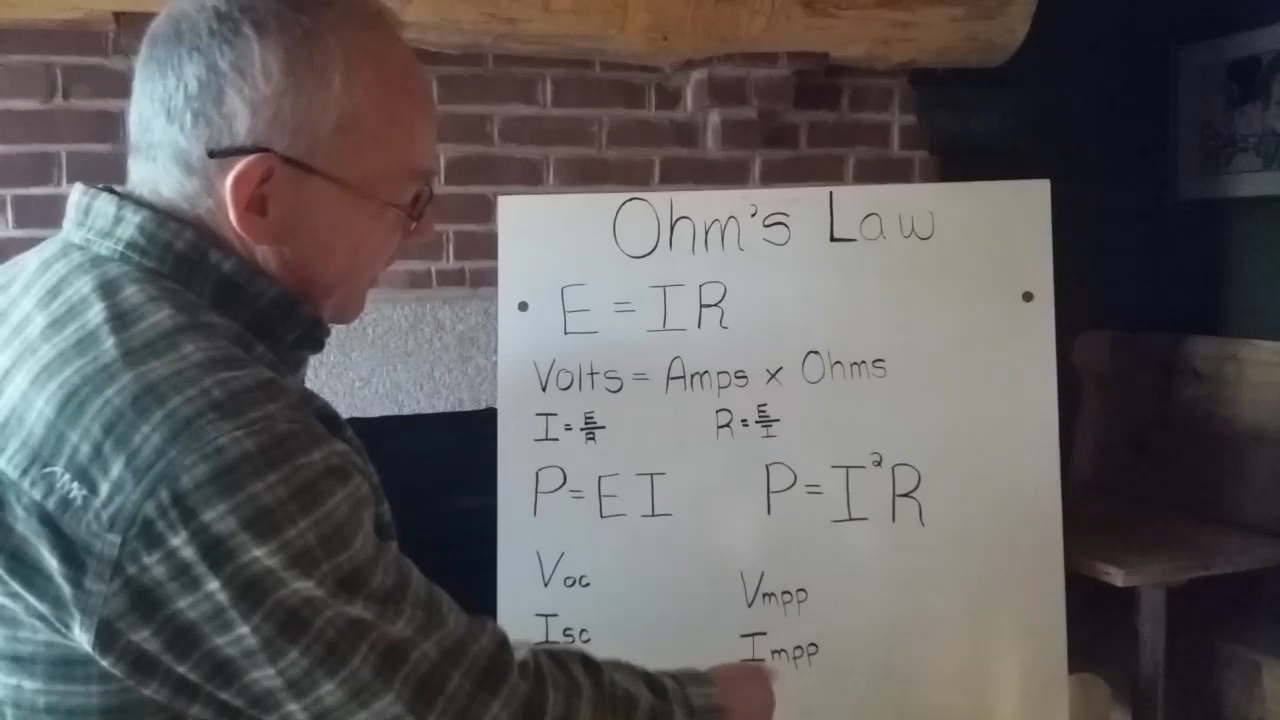 Ohm's Law
E = IR
Volts = Amps x Ohms
I = E/R R = E/I
P = EI P = I²R
Voc Vmpp
Isc Impp